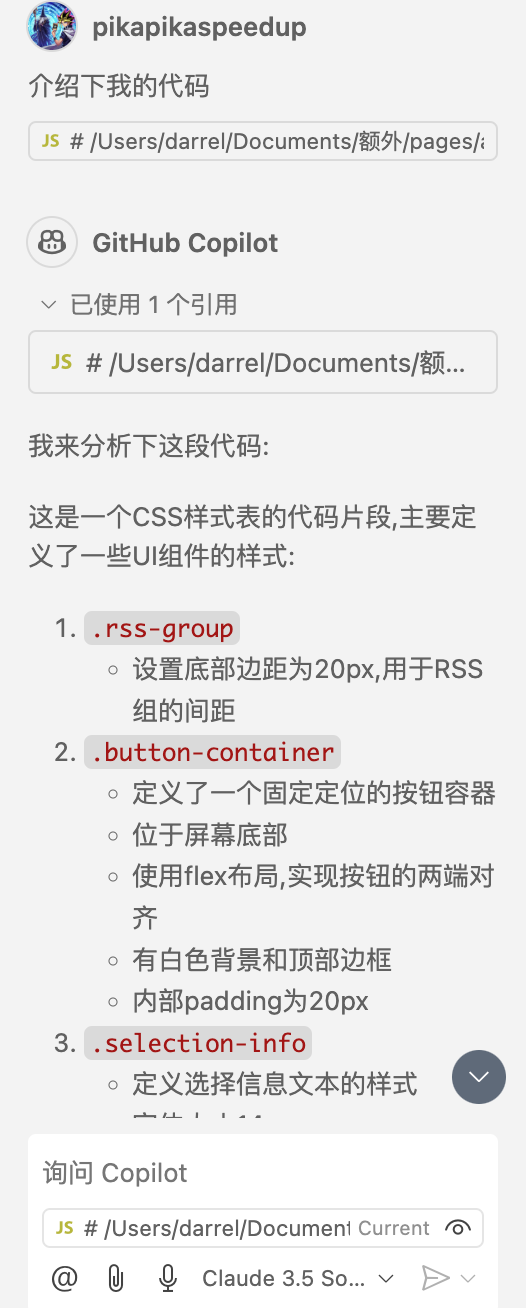 pikapikaspeedup
介绍下我的代码
JS # /Users/darrel/Documents/额外/pages/a
GitHub Copilot
已使用 1 个引用
JS # /Users/darrel/Documents/额...
我来分析下这段代码:
这是一个CSS样式表的代码片段,主要定
义了一些UI组件的样式:
1. .rss-group
设置底部边距为20px,用于RSS
组的间距
2. .button-container
定义了一个固定定位的按钮容器
位于屏幕底部
使用flex布局,实现按钮的两端对
齐
有白色背景和顶部边框
内部padding为20px
3. .selection-info
定义选择信息文本的样式
询问 Copilot
JS # /Users/darrel/Document Current
@ Claude 3.5 So...